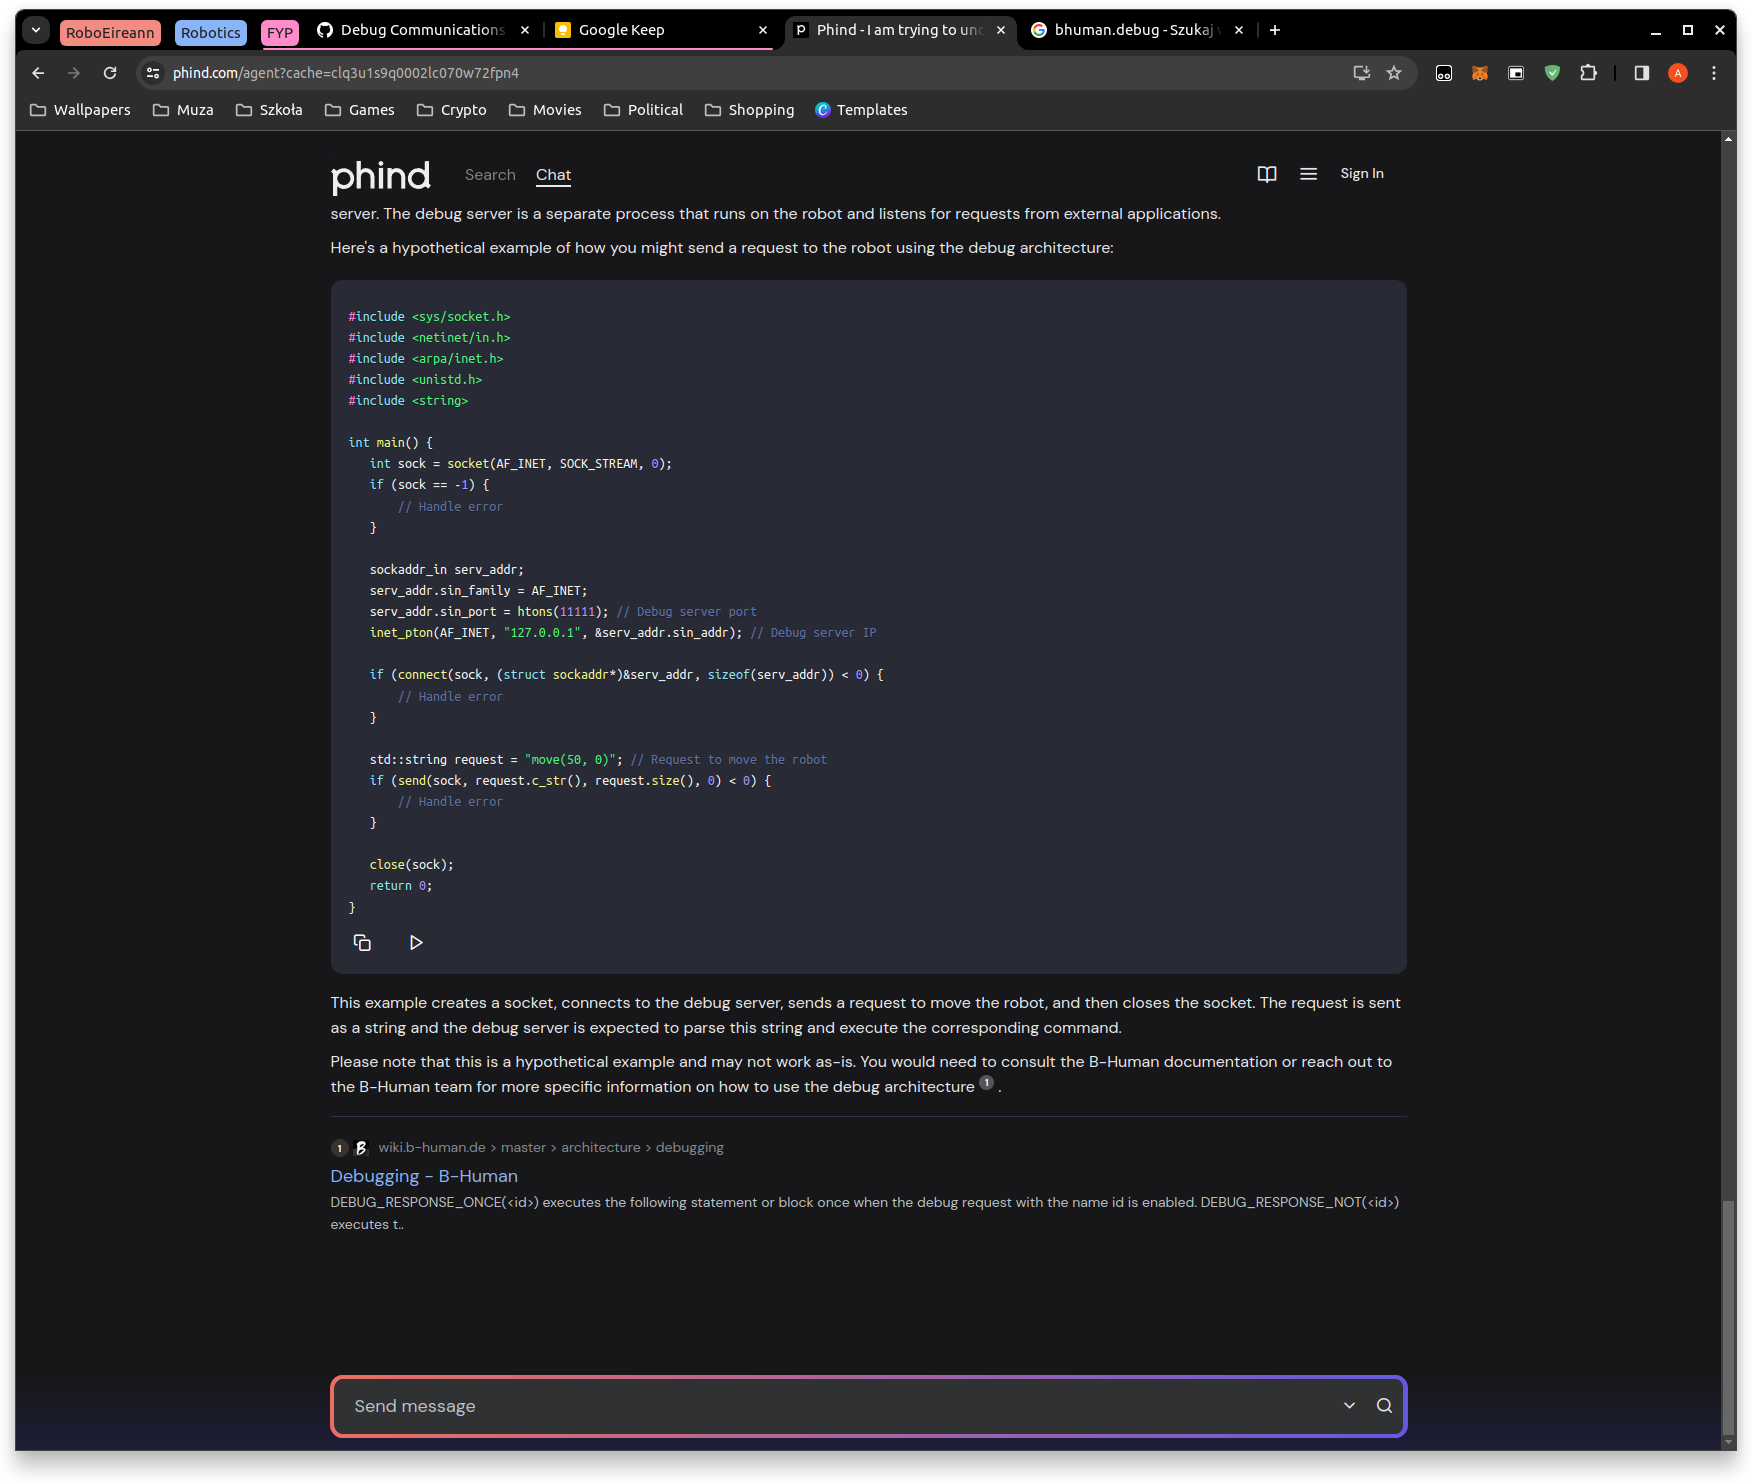 RoboEireann
Robotics
FYP
Debug Communications
Google Keep
Phind - I am trying to un
bhuman.debug - Szukaj
phind.com/agent?cache=clq3u1s9q0002lc070w72fpn4
A
Wallpapers
Muza
Szkoła
Games
Crypto
Movies
Political
Shopping
Templates
phind
Search
Chat
Sign In
server. The debug server is a separate process that runs on the robot and listens for requests from external applications.
Here's a hypothetical example of how you might send a request to the robot using the debug architecture:
#include <sys/socket.h>
#include <netinet/in.h>
#include <arpa/inet.h>
#include <unistd.h>
#include <string>
int main() {
int sock = socket(AF_INET, SOCK_STREAM, 0);
if (sock == -1) {
// Handle error
}
sockaddr_in serv_addr;
serv_addr.sin_family = AF_INET;
serv_addr.sin_port = htons(11111); // Debug server port
inet_pton(AF_INET, "127.0.0.1", &serv_addr.sin_addr); // Debug server IP
if (connect(sock, (struct sockaddr*)&serv_addr, sizeof(serv_addr)) < 0) {
// Handle error
}
std::string request = "move(50, 0)"; // Request to move the robot
if (send(sock, request.c_str(), request.size(), 0) < 0) {
// Handle error
}
close(sock);
return 0;
}
This example creates a socket, connects to the debug server, sends a request to move the robot, and then closes the socket. The request is sent
as a string and the debug server is expected to parse this string and execute the corresponding command.
Please note that this is a hypothetical example and may not work as-is. You would need to consult the B-Human documentation or reach out to
the B-Human team for more specific information on how to use the debug architecture 1 .
1 B wiki.b-human.de > master > architecture > debugging
Debugging - B-Human
DEBUG_RESPONSE_ONCE(<id>) executes the following statement or block once when the debug request with the name id is enabled. DEBUG_RESPONSE_NOT(<id>)
executes t..
Send message